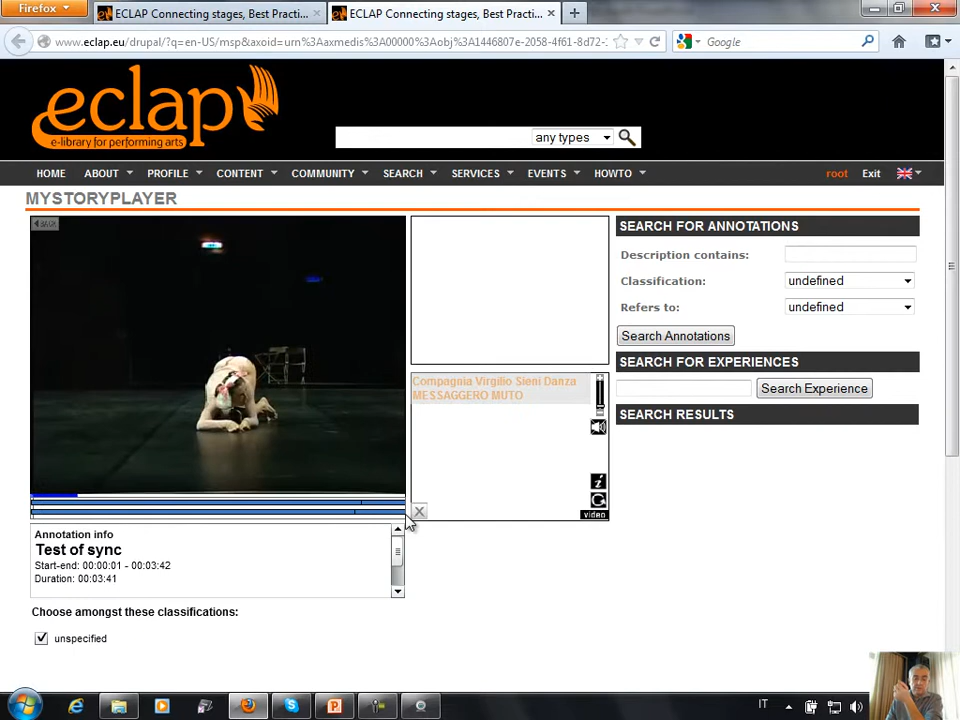 Firefox
ECLAP Connecting stages, Best Practi...
ECLAP Connecting stages, Best Practi...
www.eclap.eu/drupal/?q=en-US/msp&axoid=urn%3Aaxmedis%3A00000%3Aobj%3A1446807e-2058-4f61-8d72-
Google
eclap
e-library for performing arts
any types
HOME ABOUT PROFILE CONTENT COMMUNITY SEARCH SERVICES EVENTS HOWTO root Exit
MYSTORYPLAYER
BACK
Compagnia Virgilio Sieni Danza
MESSAGGERO MUTO
i
video
Annotation info
Test of sync
Start-end: 00:00:01 - 00:03:42
Duration: 00:03:41
Choose amongst these classifications:
unspecified
SEARCH FOR ANNOTATIONS
Description contains:
Classification: undefined
Refers to: undefined
Search Annotations
SEARCH FOR EXPERIENCES
Search Experience
SEARCH RESULTS
IT